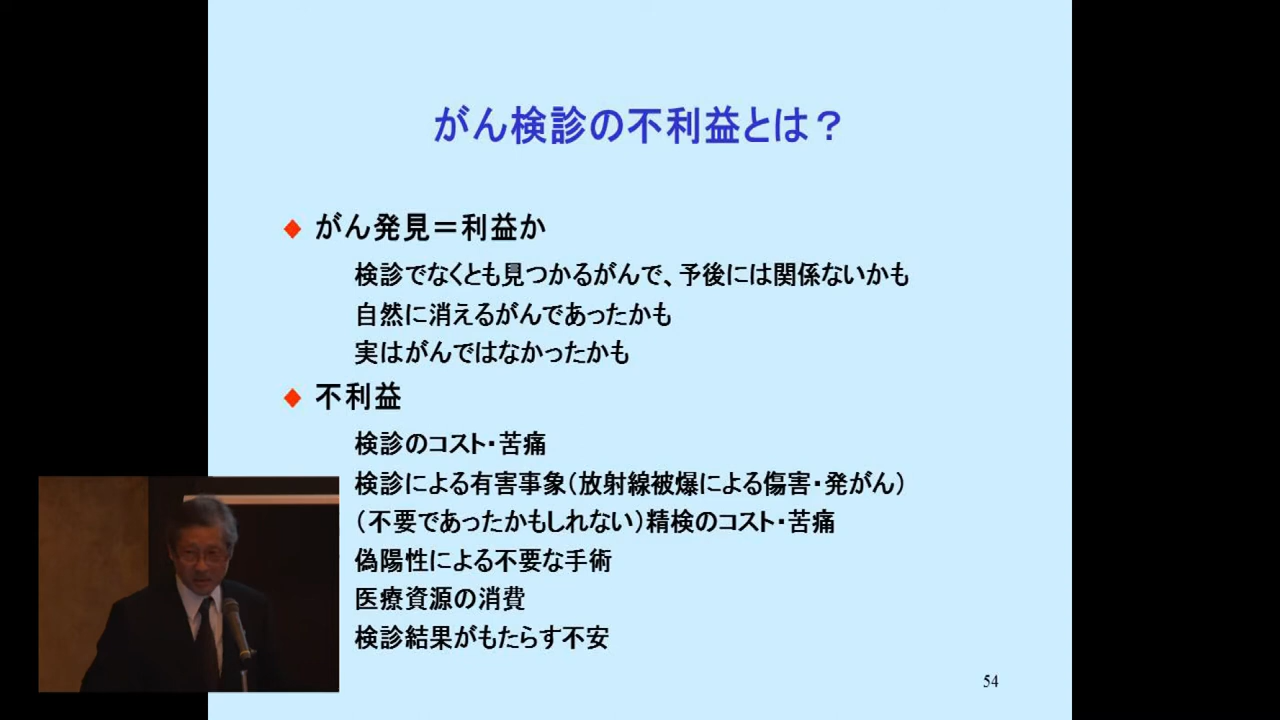 がん検診の不利益とは？
◆ がん発見＝利益か
検診でなくとも見つかるがんで、予後には関係ないかも
自然に消えるがんであったかも
実はがんではなかったかも
◆ 不利益
検診のコスト・苦痛
検診による有害事象（放射線被爆による傷害・発がん）
（不要であったかもしれない）精検のコスト・苦痛
偽陽性による不要な手術
医療資源の消費
検診結果がもたらす不安
54